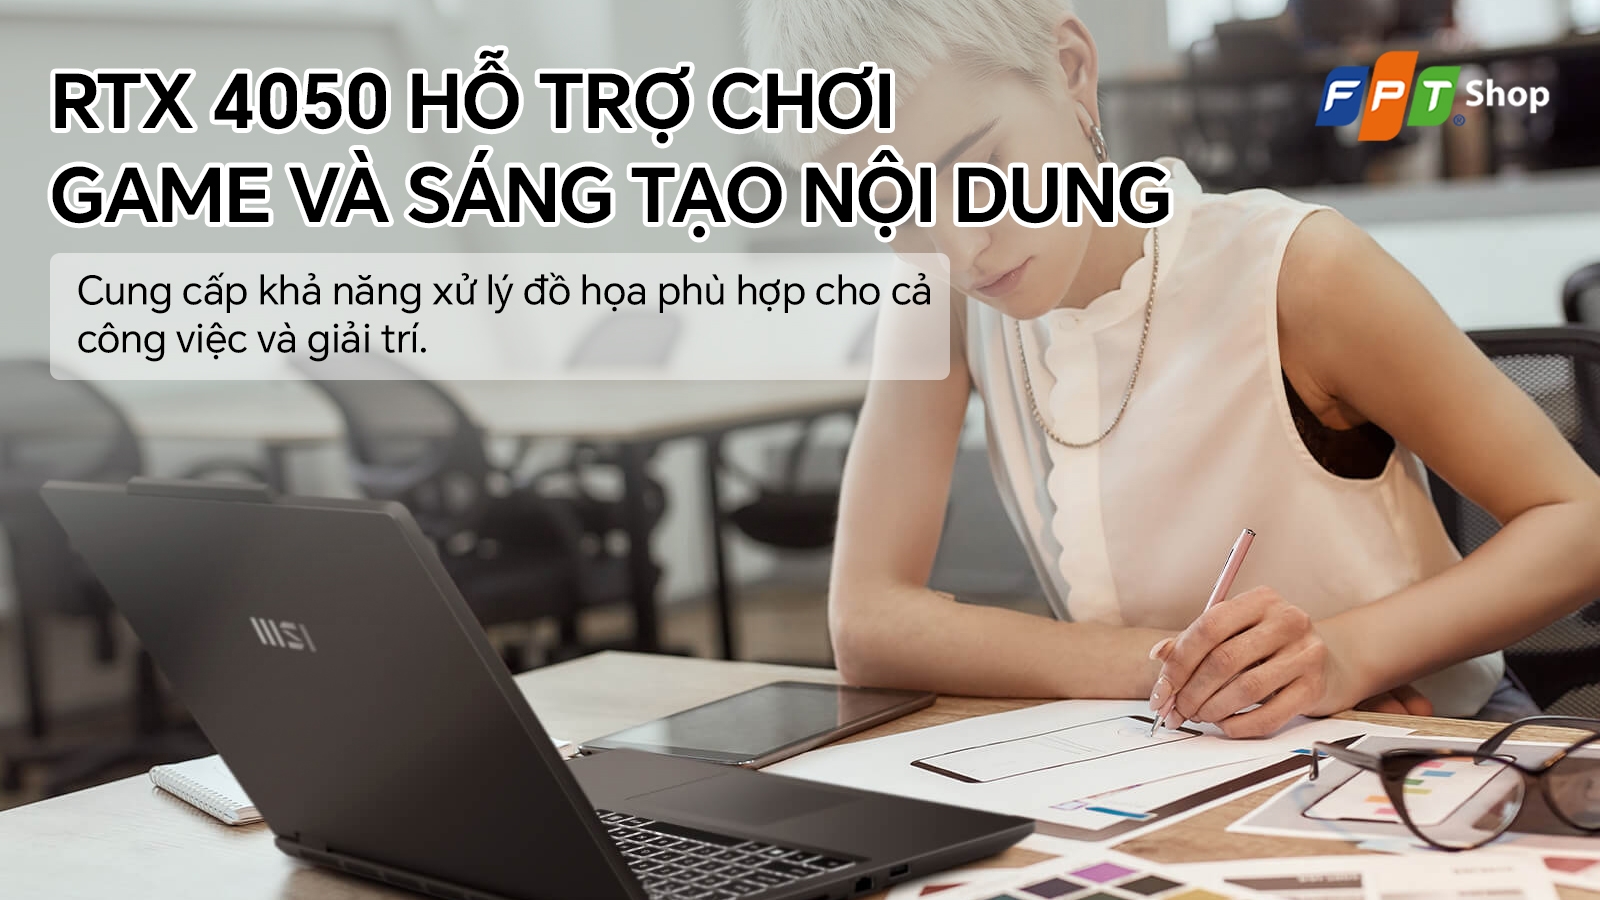 RTX 4050 HỖ TRỢ CHƠI
GAME VÀ SÁNG TẠO NỘI DUNG
FPT Shop
Cung cấp khả năng xử lý đồ họa phù hợp cho cả
công việc và giải trí.
msi